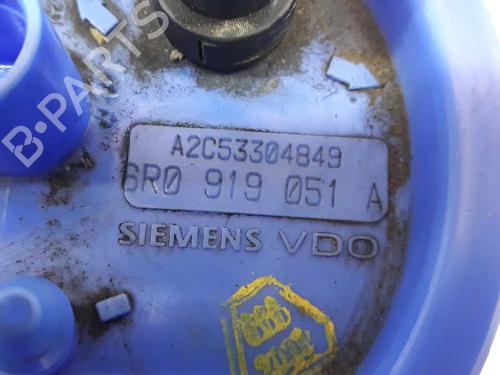 B-PARTS
A2C53304849
6R0 919 051 A
SIEMENS VDO